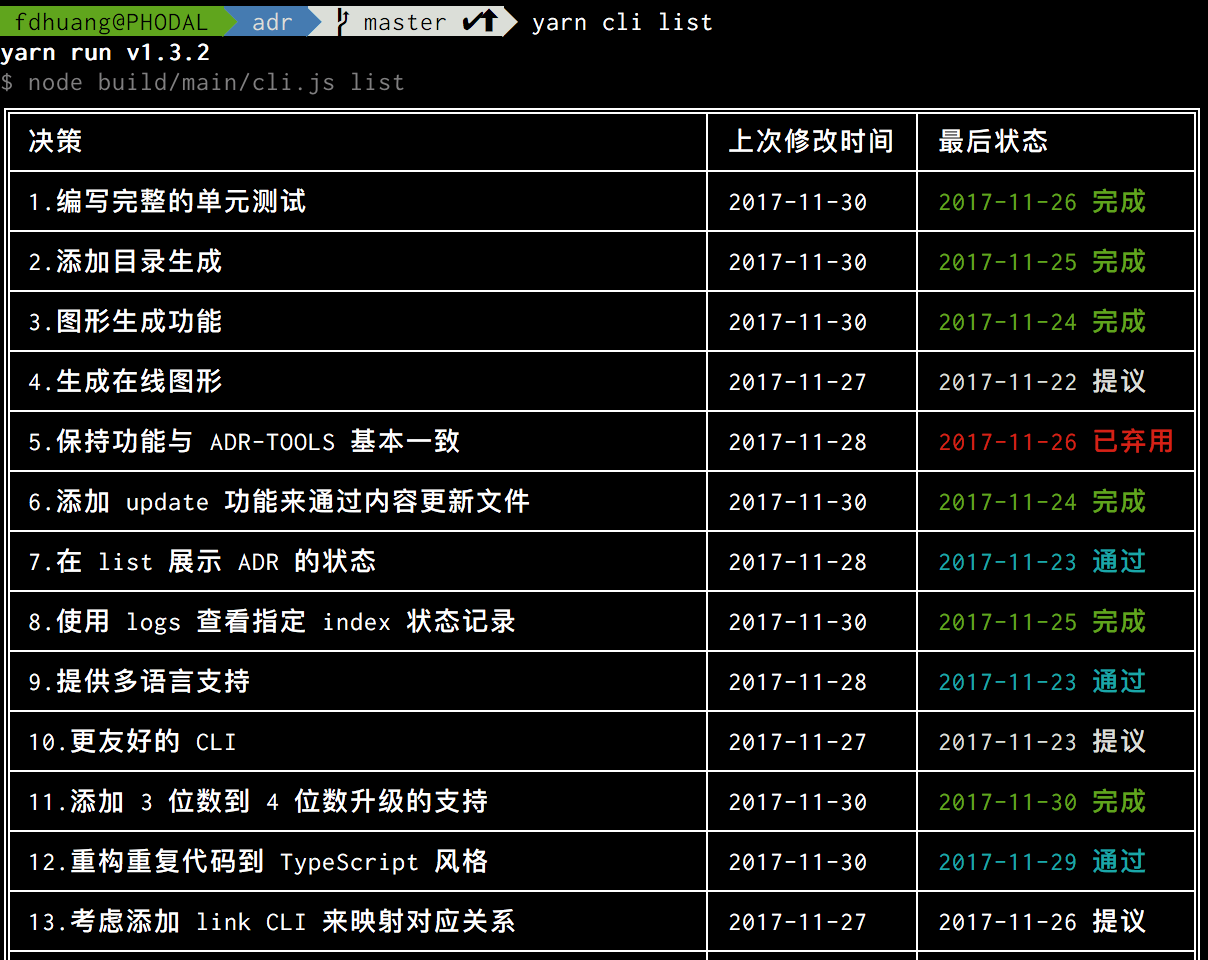 fdhuang@PHODAL adr master yarn cli list
yarn run v1.3.2
$ node build/main/cli.js list
决策 上次修改时间 最后状态
1.编写完整的单元测试 2017-11-30 2017-11-26 完成
2.添加目录生成 2017-11-30 2017-11-25 完成
3.图形生成功能 2017-11-30 2017-11-24 完成
4.生成在线图形 2017-11-27 2017-11-22 提议
5.保持功能与 ADR-TOOLS 基本一致 2017-11-28 2017-11-26 已弃用
6.添加 update 功能来通过内容更新文件 2017-11-30 2017-11-24 完成
7.在 list 展示 ADR 的状态 2017-11-28 2017-11-23 通过
8.使用 logs 查看指定 index 状态记录 2017-11-30 2017-11-25 完成
9.提供多语言支持 2017-11-28 2017-11-23 通过
10.更友好的 CLI 2017-11-27 2017-11-23 提议
11.添加 3 位数到 4 位数升级的支持 2017-11-30 2017-11-30 完成
12.重构重复代码到 TypeScript 风格 2017-11-30 2017-11-29 通过
13.考虑添加 link CLI 来映射对应关系 2017-11-27 2017-11-26 提议